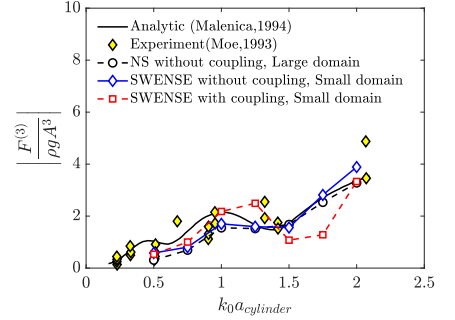 10
8
6
4
2
0
Analytic (Malenica,1994)
Experiment(Moe,1993)
NS without coupling, Large domain
SWENSE without coupling, Small domain
SWENSE with coupling, Small domain
|F^(3)/ρgA^3|
0 0.5 1 1.5 2 2.5
k_0a_cylinder